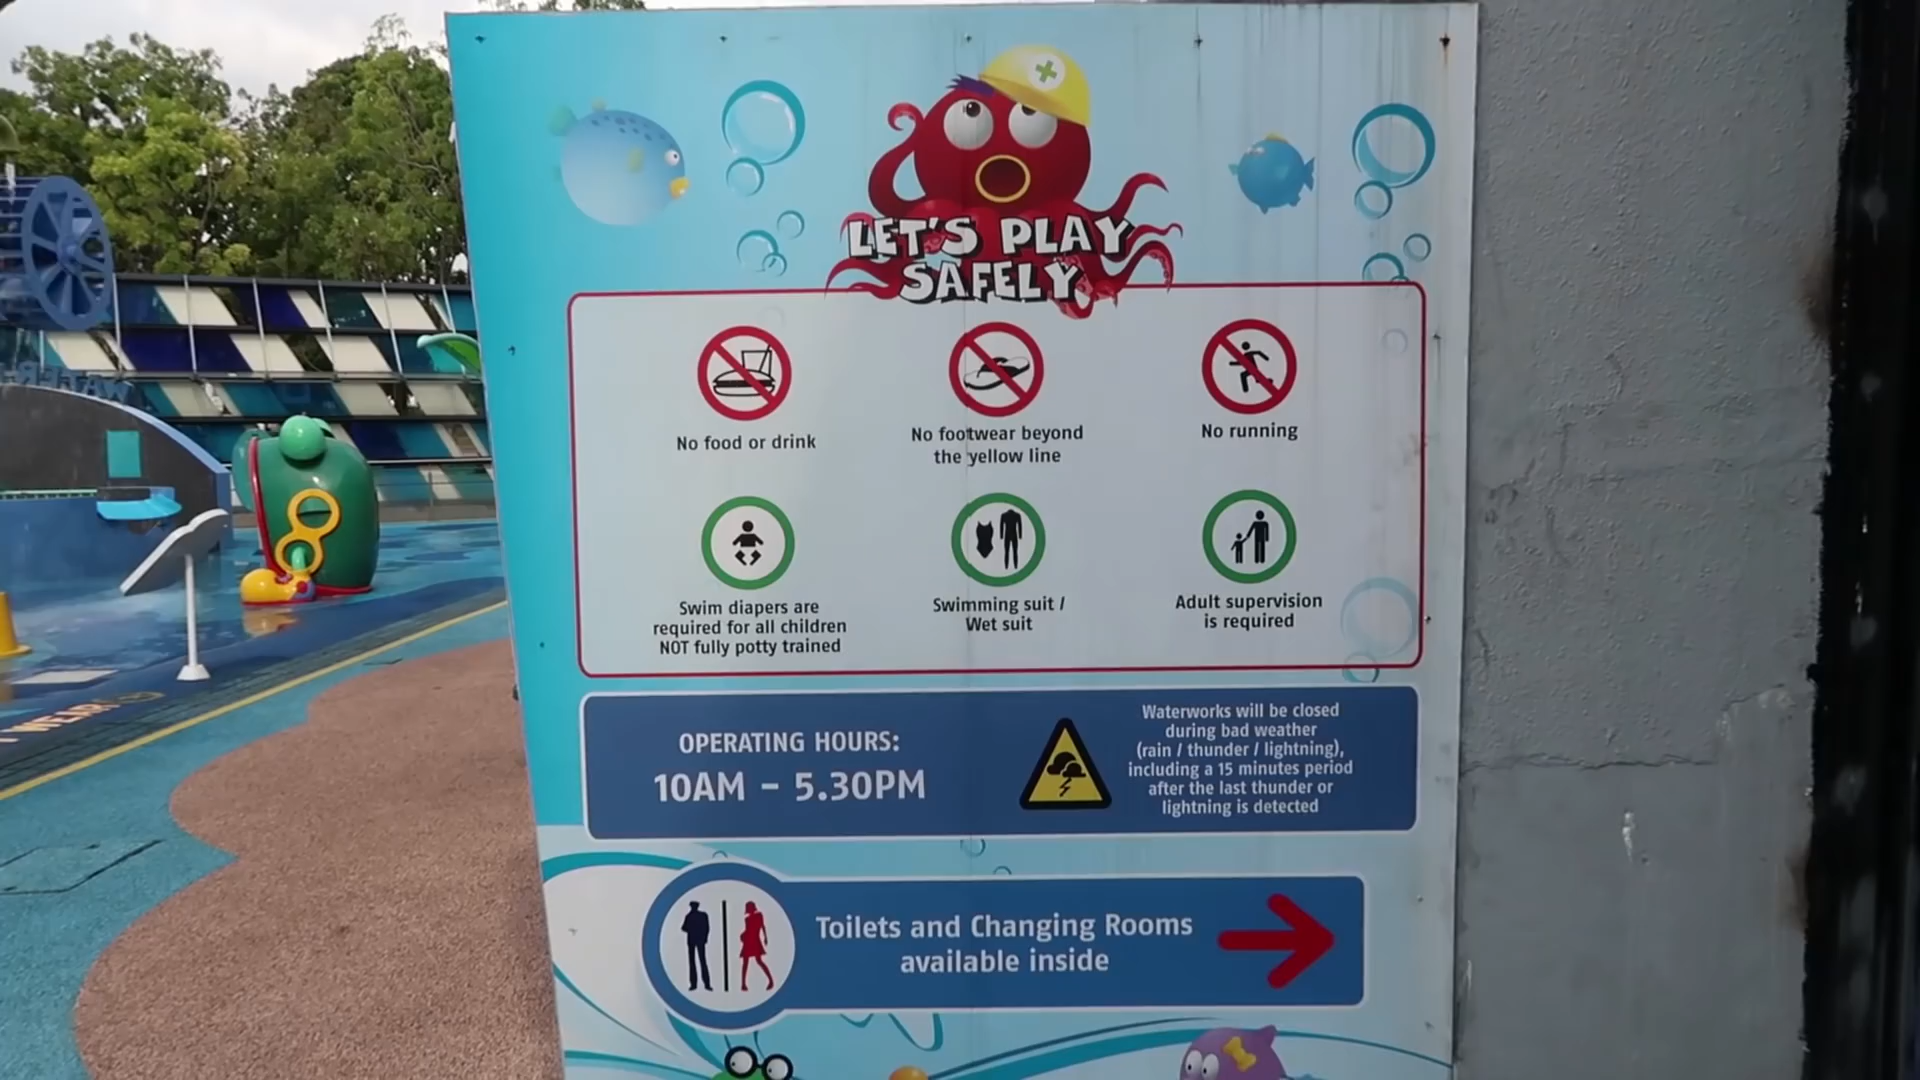 LET'S PLAY
SAFELY
No food or drink
No footwear beyond
the yellow line
No running
Swim diapers are
required for all children
NOT fully potty trained
Swimming suit /
Wet suit
Adult supervision
is required
OPERATING HOURS:
10AM – 5.30PM
Waterworks will be closed
during bad weather
(rain / thunder / lightning),
including a 15 minutes period
after the last thunder or
lightning is detected
Toilets and Changing Rooms
available inside